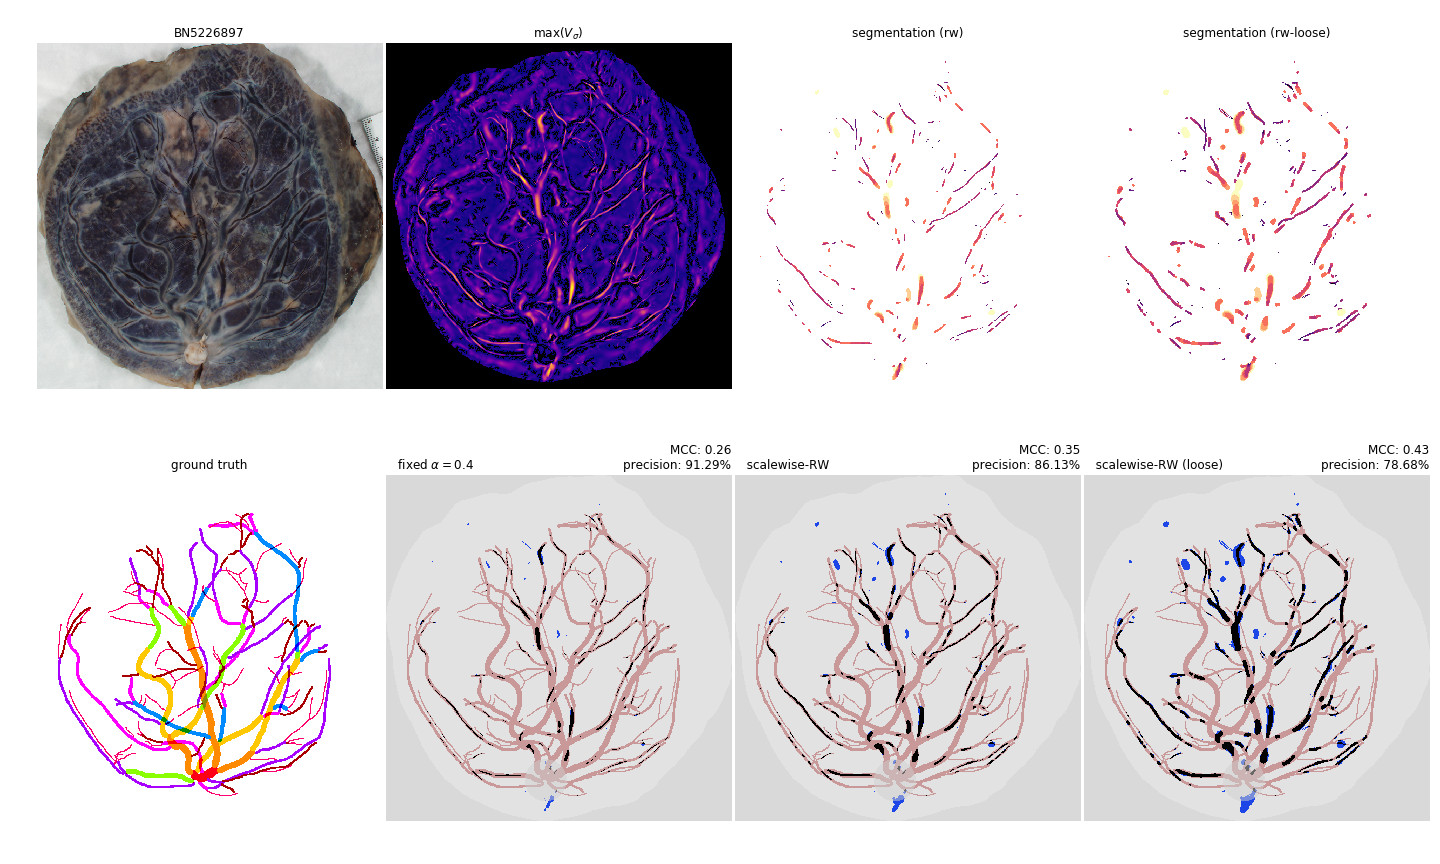 BN5226897
max(Vσ)
segmentation (rw)
segmentation (rw-loose)
ground truth
fixed α = 0.4
MCC: 0.26
precision: 91.29%
scalewise-RW
MCC: 0.35
precision: 86.13%
scalewise-RW (loose)
MCC: 0.43
precision: 78.68%